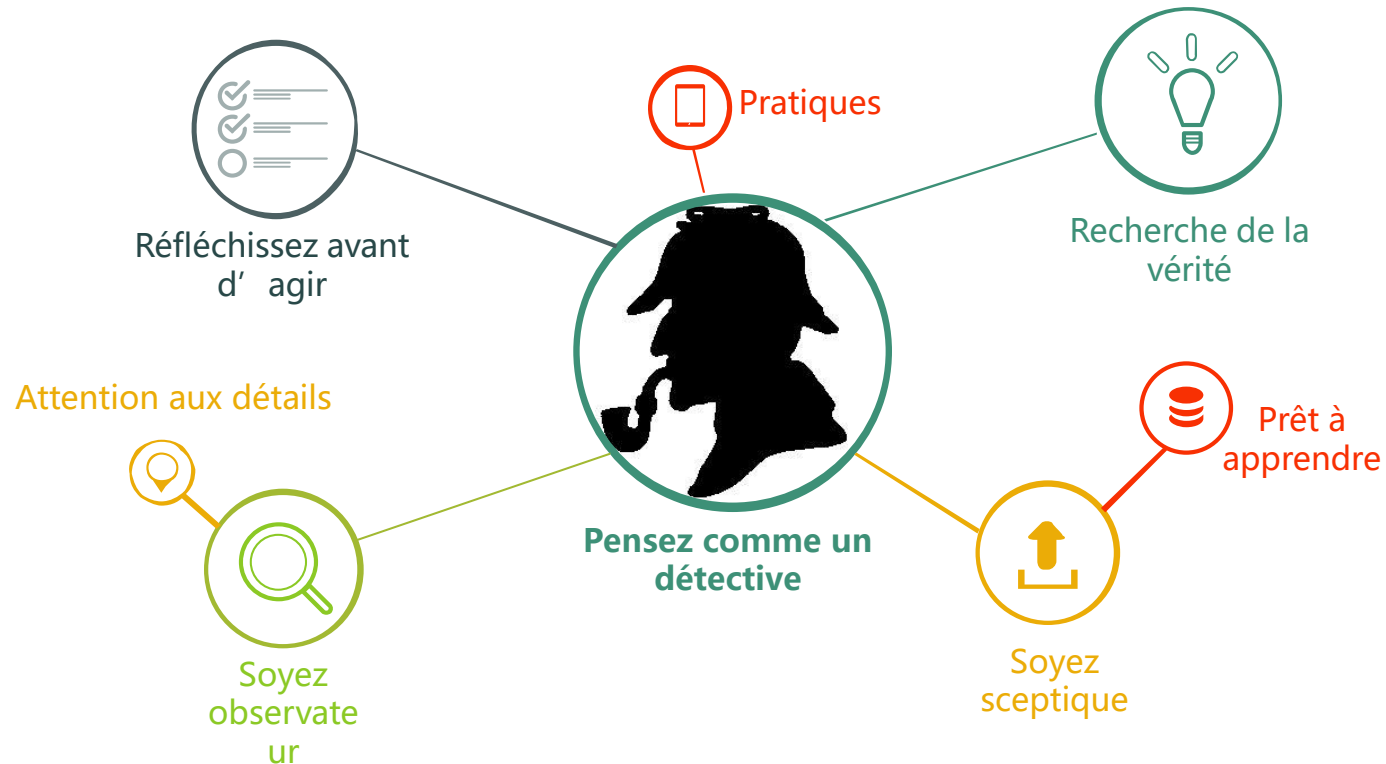 Pratiques
Réfléchissez avant
d’ agir
Recherche de la
vérité
Attention aux détails
Prêt à
apprendre
Pensez comme un
détective
Soyez
observate
ur
Soyez
sceptique